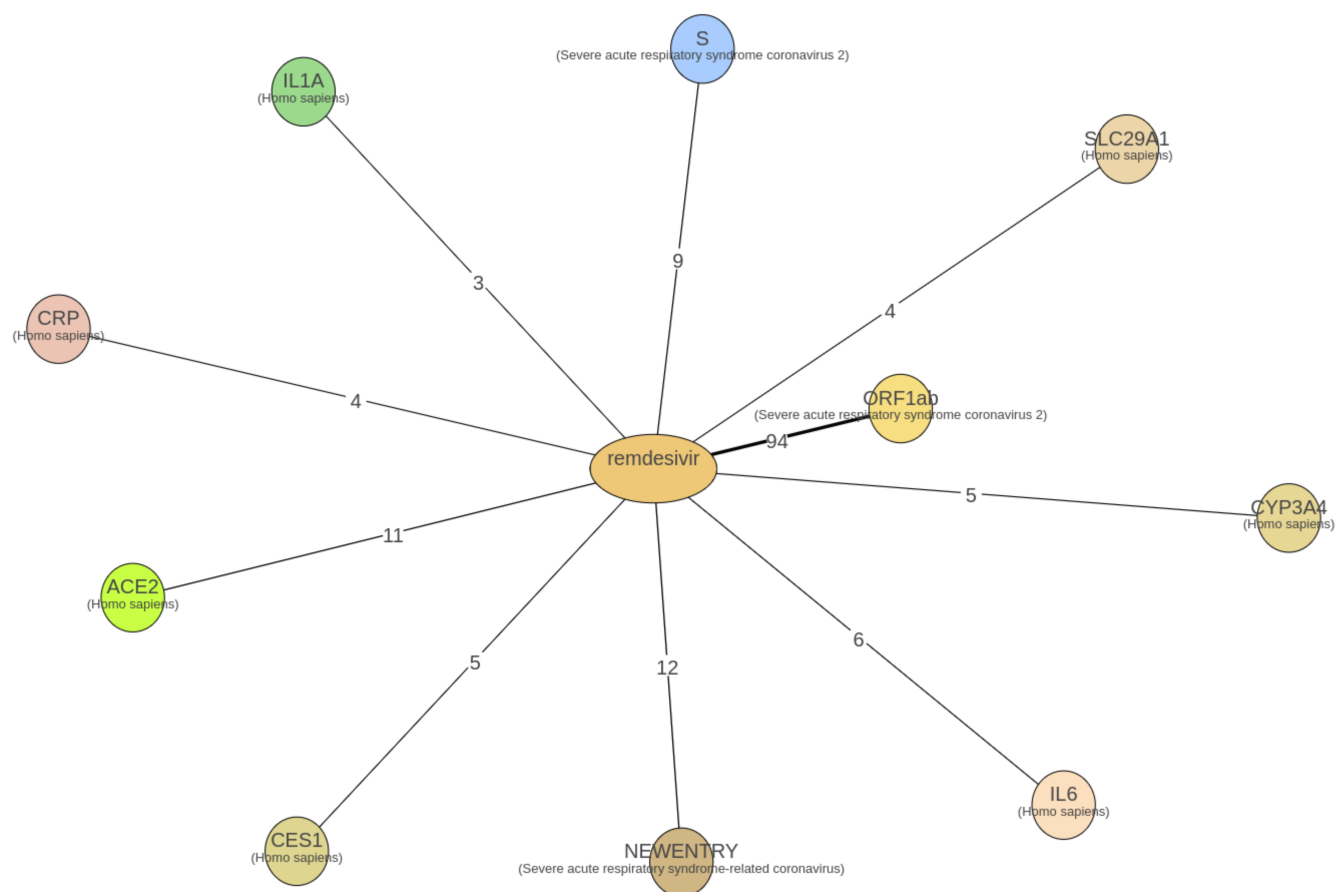 S
(Severe acute respiratory syndrome coronavirus 2)
IL1A
(Homo sapiens)
SLC29A1
(Homo sapiens)
9
3
4
CRP
(Homo sapiens)
4
ORF1ab
(Severe acute respiratory syndrome coronavirus 2)
94
remdesivir
5
CYP3A4
(Homo sapiens)
11
ACE2
(Homo sapiens)
5
12
6
IL6
(Homo sapiens)
CES1
(Homo sapiens)
NEWENTRY
(Severe acute respiratory syndrome-related coronavirus)